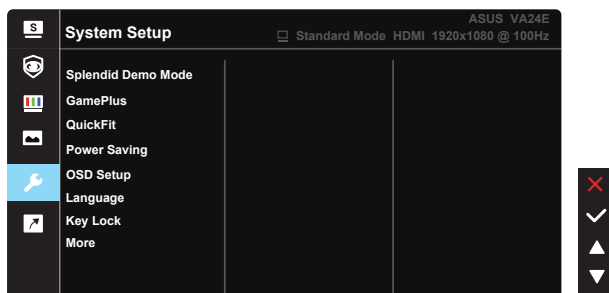 S
System Setup
ASUS VA24E
Standard Mode HDMI 1920x1080 @ 100Hz
Splendid Demo Mode
GamePlus
QuickFit
Power Saving
OSD Setup
Language
Key Lock
More